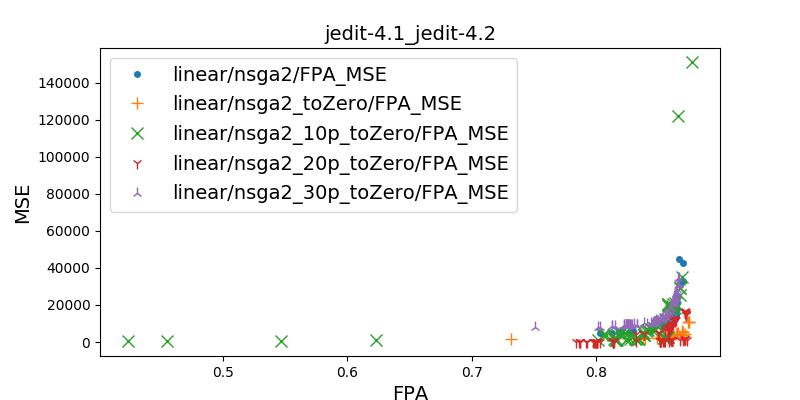 jedit-4.1_jedit-4.2
linear/nsga2/FPA_MSE
linear/nsga2_toZero/FPA_MSE
linear/nsga2_10p_toZero/FPA_MSE
linear/nsga2_20p_toZero/FPA_MSE
linear/nsga2_30p_toZero/FPA_MSE
MSE
140000
120000
100000
80000
60000
40000
20000
0
0.5 0.6 0.7 0.8
FPA